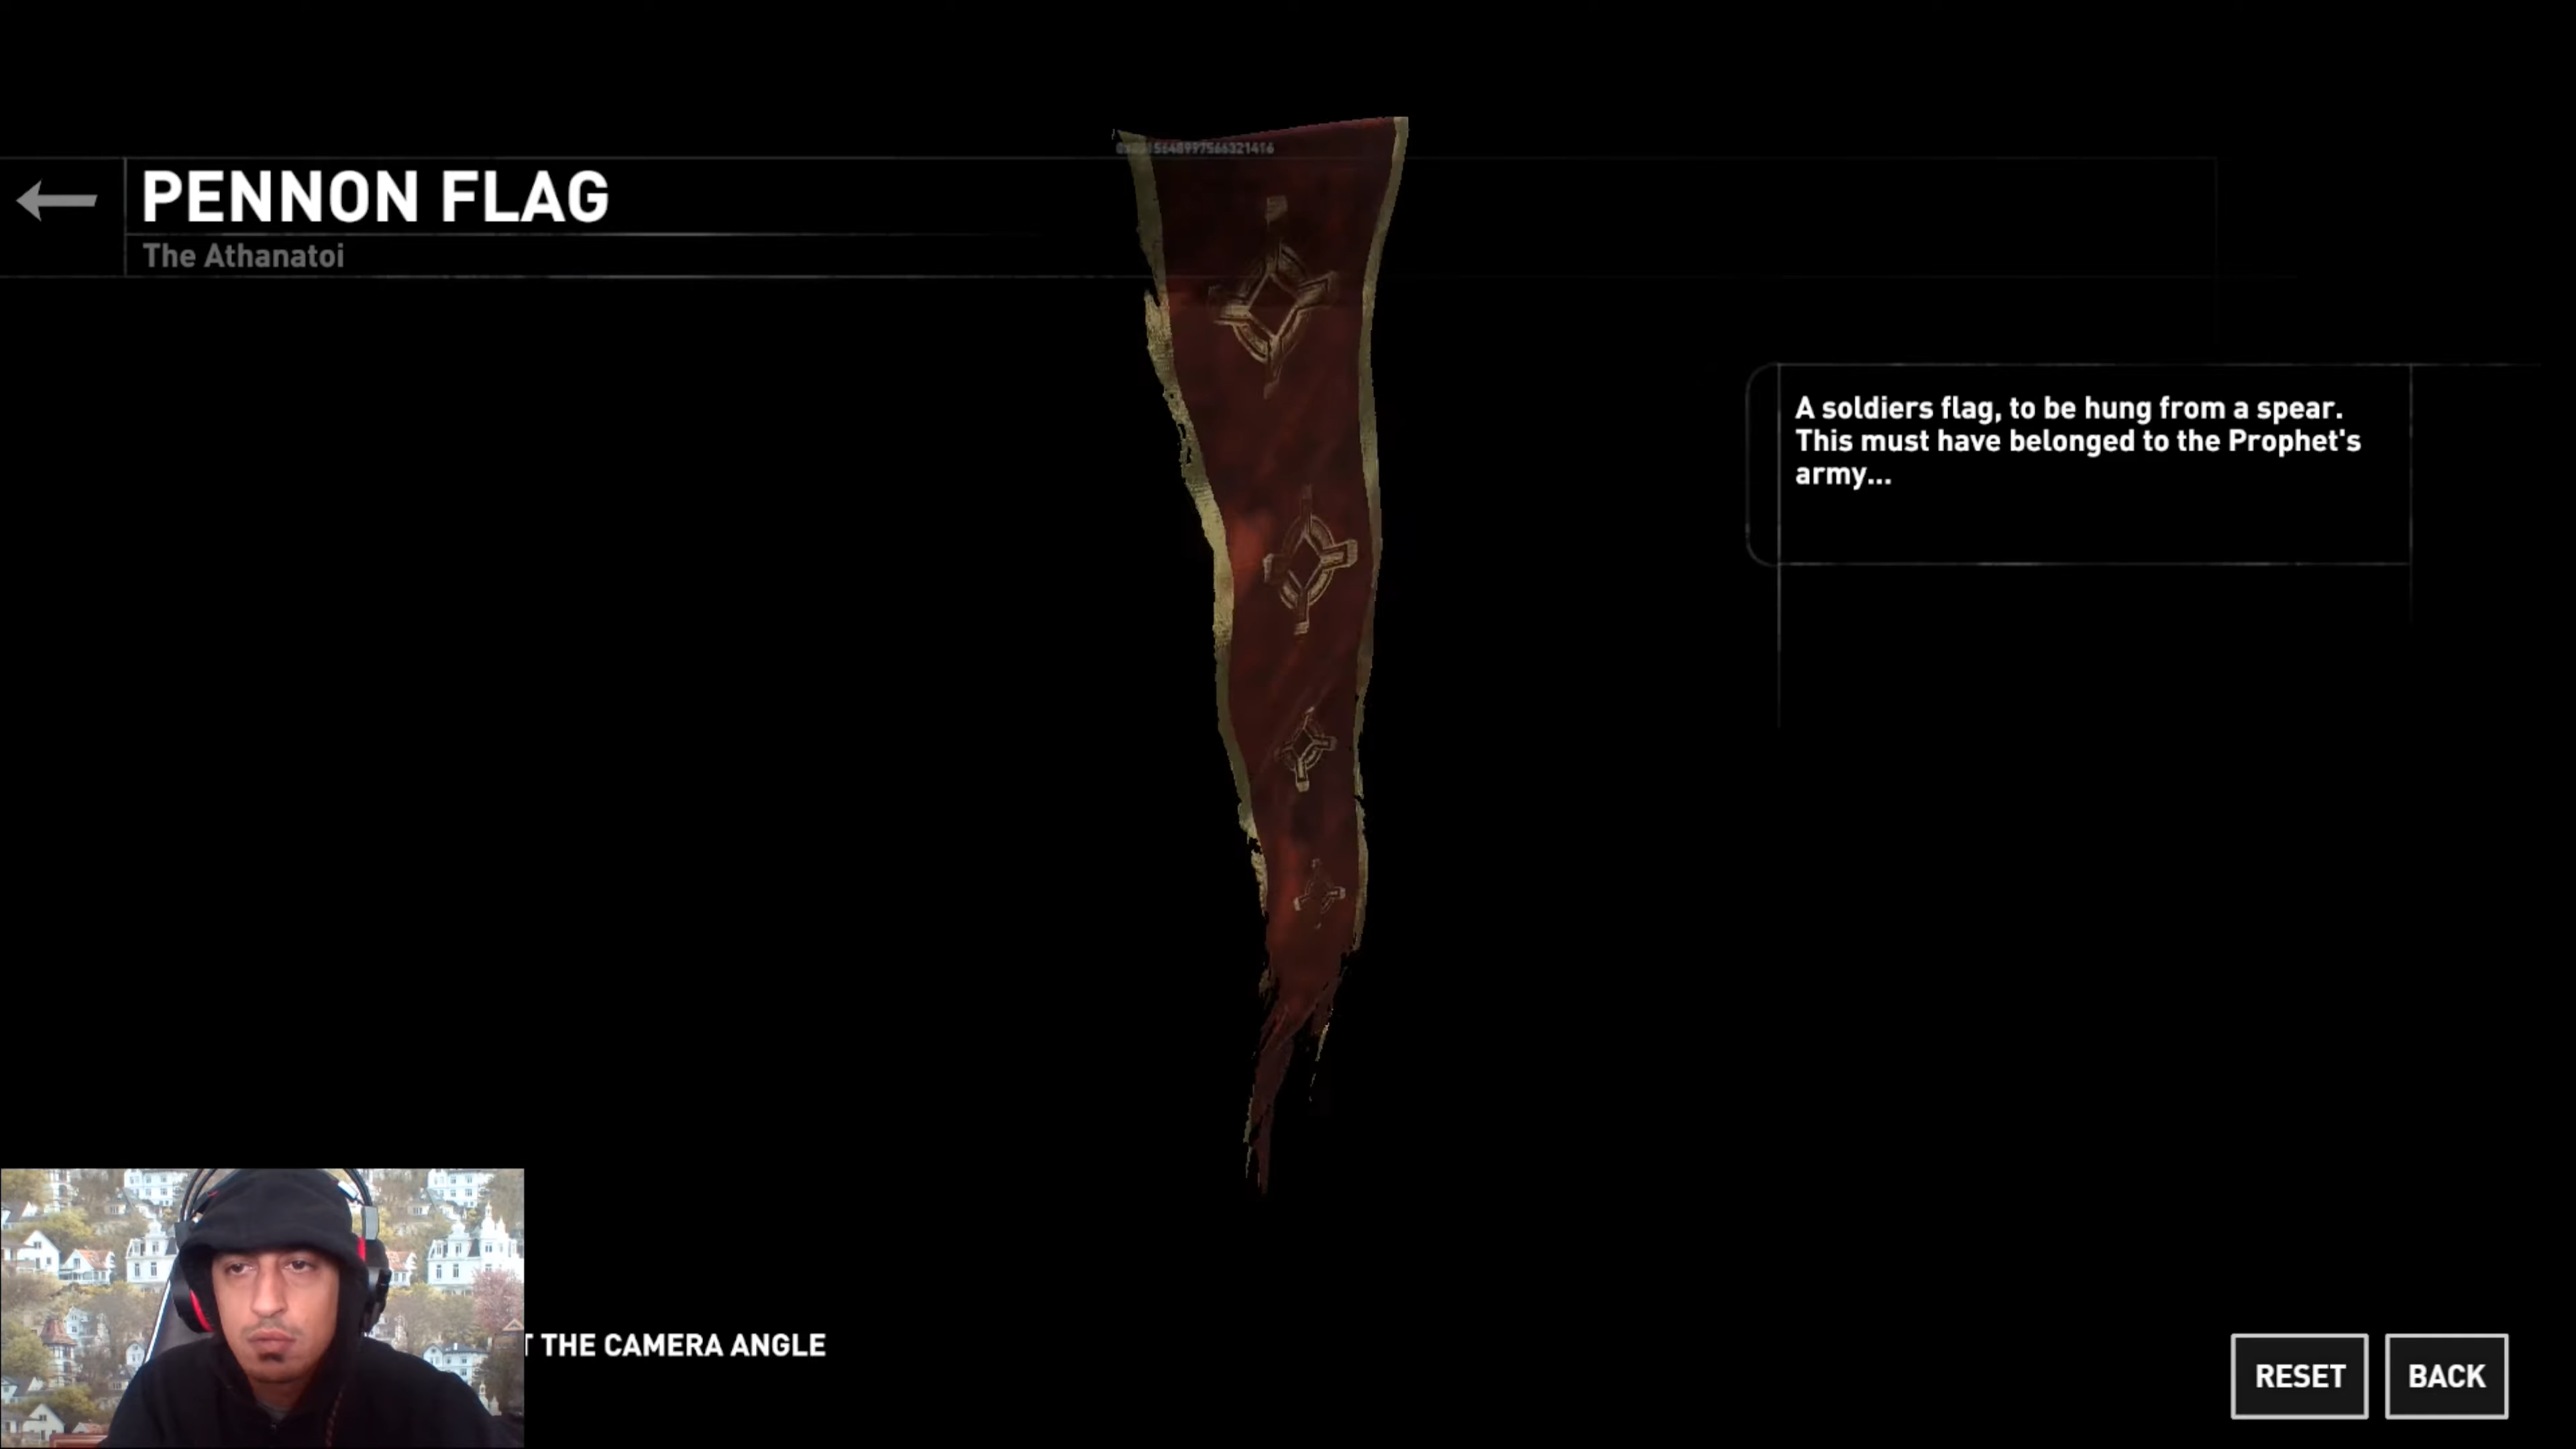 PENNON FLAG
The Athanatoi
A soldiers flag, to be hung from a spear.
This must have belonged to the Prophet's
army...
T THE CAMERA ANGLE
RESET
BACK